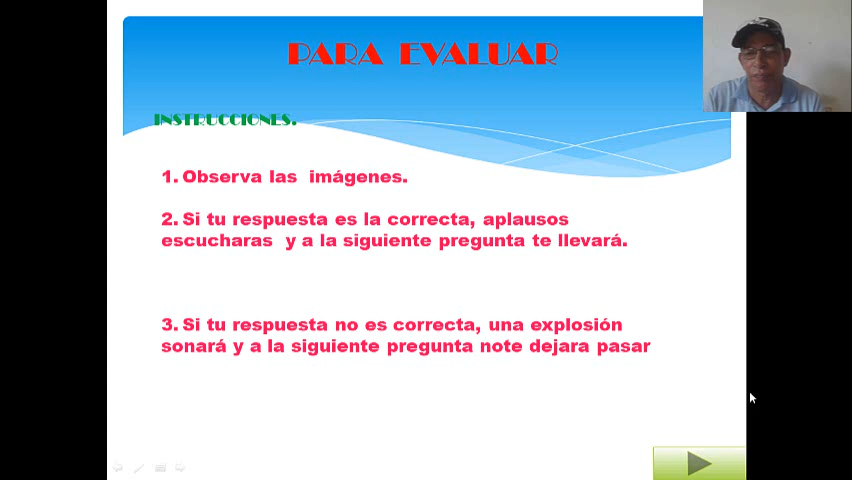 PARA EVALUAR
INSTRUCCIONES.
1. Observa las imágenes.
2. Si tu respuesta es la correcta, aplausos
escucharas y a la siguiente pregunta te llevará.
3. Si tu respuesta no es correcta, una explosión
sonará y a la siguiente pregunta note dejara pasar